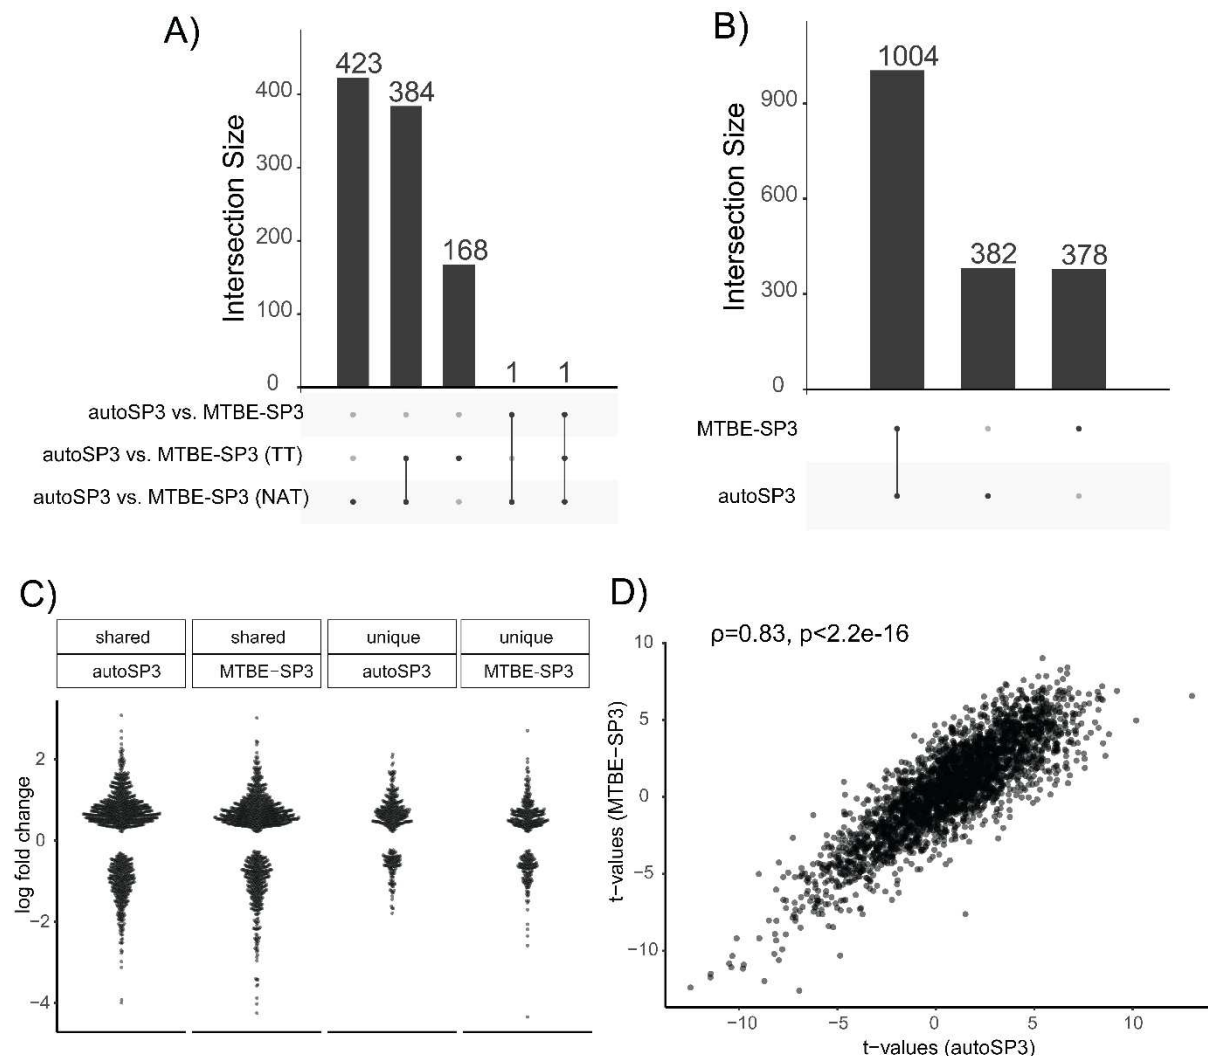 A)
Intersection Size
400
300
200
100
0
423
384
168
1
1
autoSP3 vs. MTBE-SP3
autoSP3 vs. MTBE-SP3 (TT)
autoSP3 vs. MTBE-SP3 (NAT)
B)
Intersection Size
900
600
300
0
1004
382
378
MTBE-SP3
autoSP3
C)
shared
shared
unique
unique
autoSP3
MTBE−SP3
autoSP3
MTBE-SP3
log fold change
2
0
−2
−4
D)
ρ=0.83, p<2.2e-16
t−values (MTBE−SP3)
10
5
0
−5
−10
−10
−5
0
5
10
t−values (autoSP3)